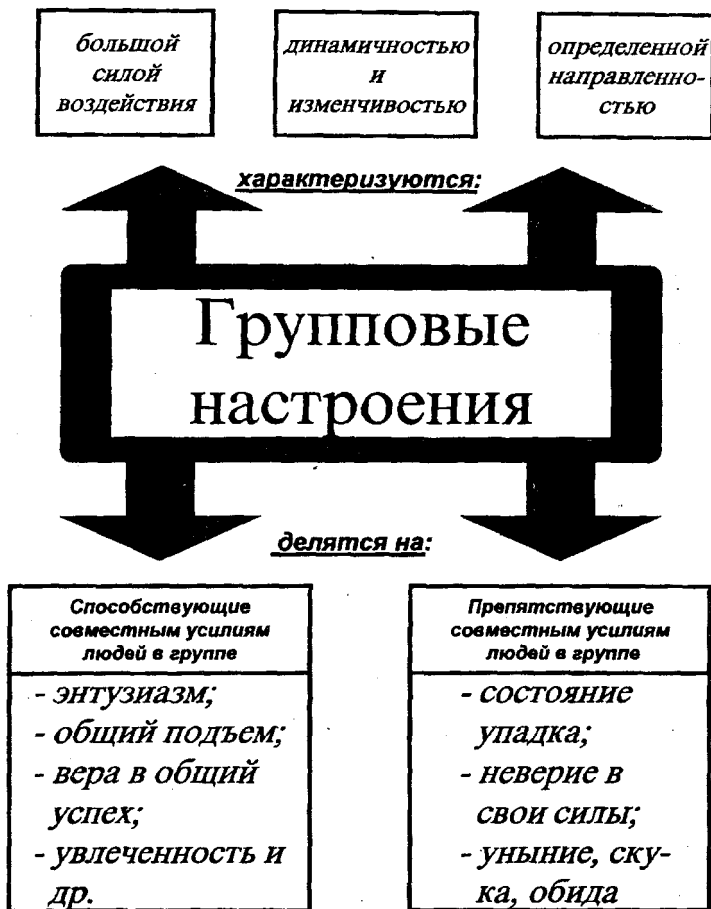 большой
силой
воздействия
динамичностью
и
изменчивостью
определенной
направленно-
стью
характеризуются:
Групповые
настроения
делятся на:
Способствующие
совместным усилиям
людей в группе
- энтузиазм;
- общий подъем;
- вера в общий
успех;
- увлеченность и
др.
Препятствующие
совместным усилиям
людей в группе
- состояние
упадка;
- неверие в
свои силы;
- уныние, ску-
ка, обида